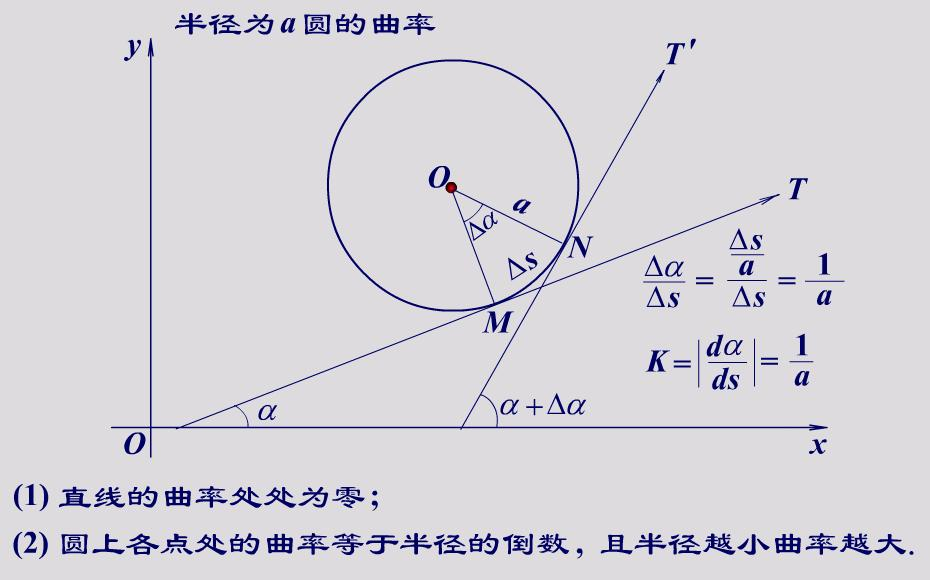 半径为a圆的曲率
y
T′
O
a
T
Δα
N
Δs
Δα/Δs = (Δs/a)/Δs = 1/a
M
K = |dα/ds| = 1/a
α
α + Δα
O
x
(1) 直线的曲率处处为零;
(2) 圆上各点处的曲率等于半径的倒数, 且半径越小曲率越大.